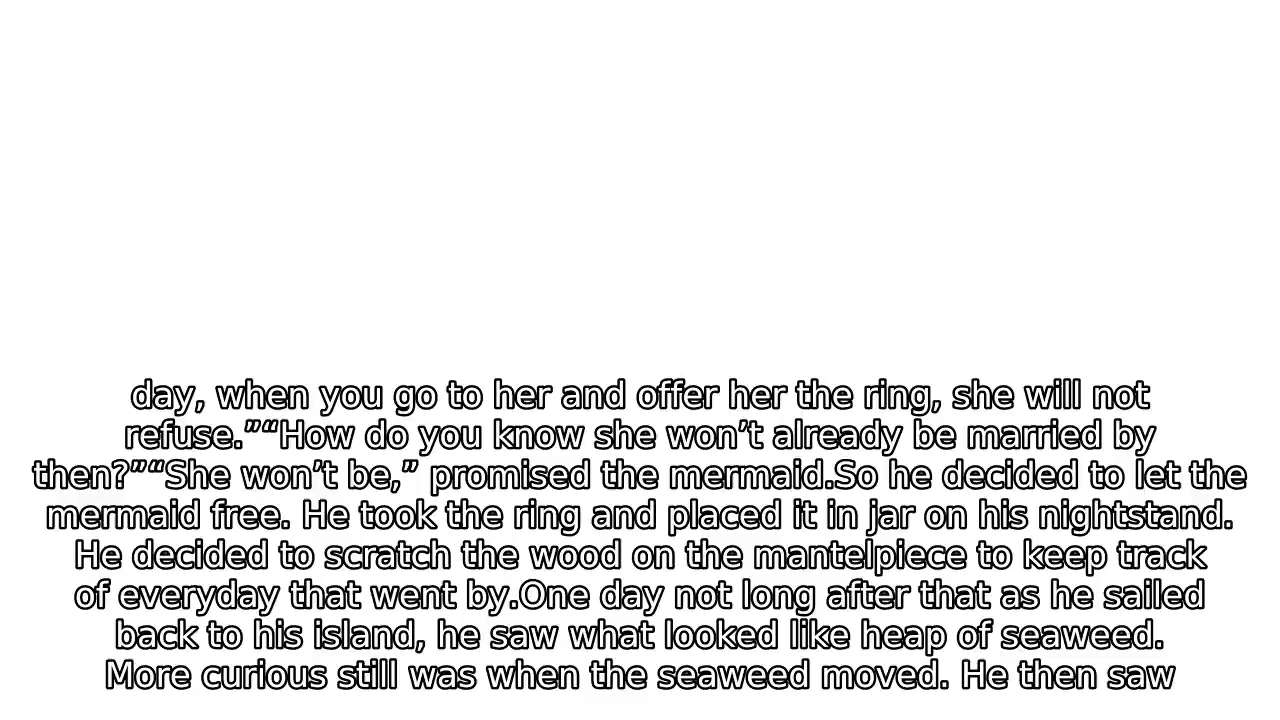 day, when you go to her and offer her the ring, she will not
refuse.”“How do you know she won’t already be married by
then?”“She won’t be,” promised the mermaid.So he decided to let the
mermaid free. He took the ring and placed it in jar on his nightstand.
He decided to scratch the wood on the mantelpiece to keep track
of everyday that went by.One day not long after that as he sailed
back to his island, he saw what looked like heap of seaweed.
More curious still was when the seaweed moved. He then saw